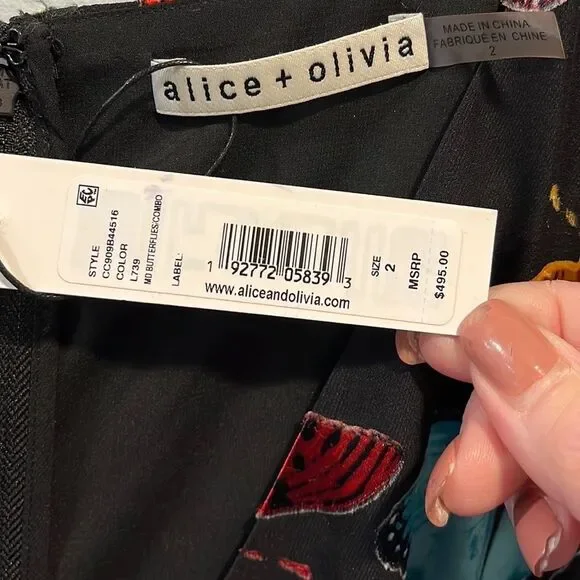 alice + olivia
MADE IN CHINA
FABRIQUÉ EN CHINE
2
STYLE
CC909B44516
COLOR
L739
MID BUTTERFLIES/COMBO
LABEL:
1 92772 05839 3
www.aliceandolivia.com
SIZE
2
MSRP
$495.00